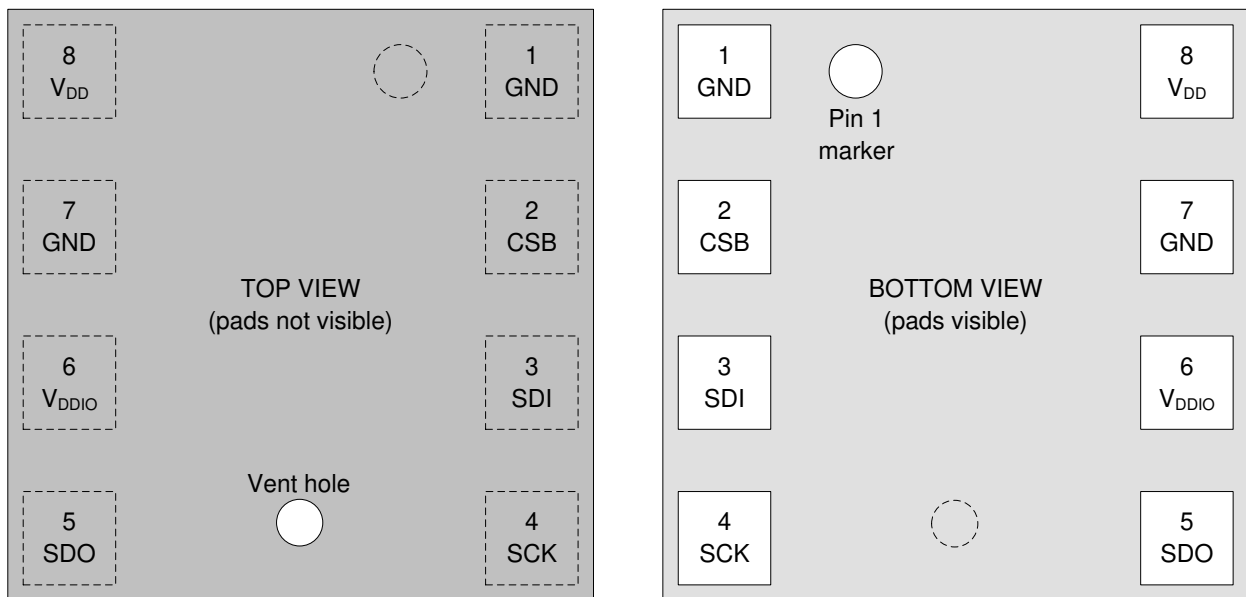 8
VDD
1
GND
7
GND
2
CSB
TOP VIEW
(pads not visible)
6
VDDIO
3
SDI
Vent hole
5
SDO
4
SCK
1
GND
Pin 1
marker
8
VDD
2
CSB
7
GND
BOTTOM VIEW
(pads visible)
3
SDI
6
VDDIO
4
SCK
5
SDO